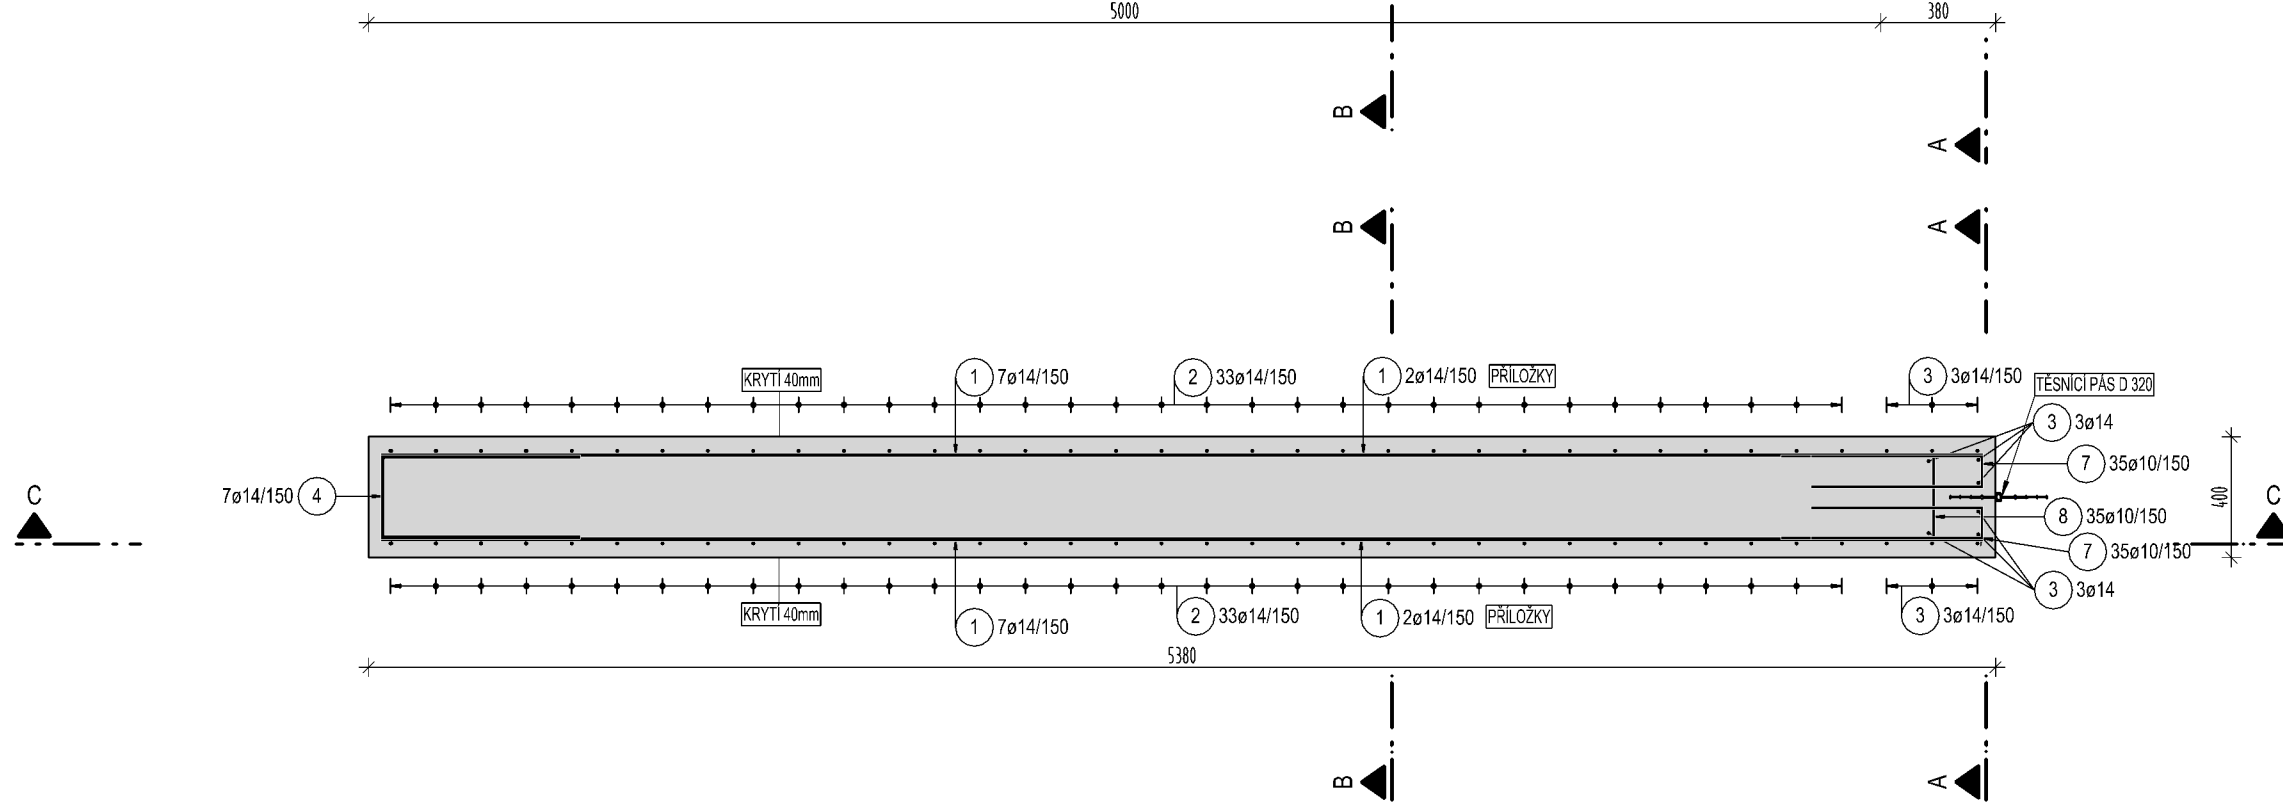 5000
380
B
A
B
A
KRYTÍ 40mm
1 7ø14/150
2 33ø14/150
1 2ø14/150 PŘÍLOŽKY
3 3ø14/150
TĚSNÍCÍ PÁS D 320
3 3ø14
7 35ø10/150
7ø14/150 4
400
C
C
8 35ø10/150
7 35ø10/150
3 3ø14
KRYTÍ 40mm
1 7ø14/150
2 33ø14/150
1 2ø14/150 PŘÍLOŽKY
3 3ø14/150
5380
B
A